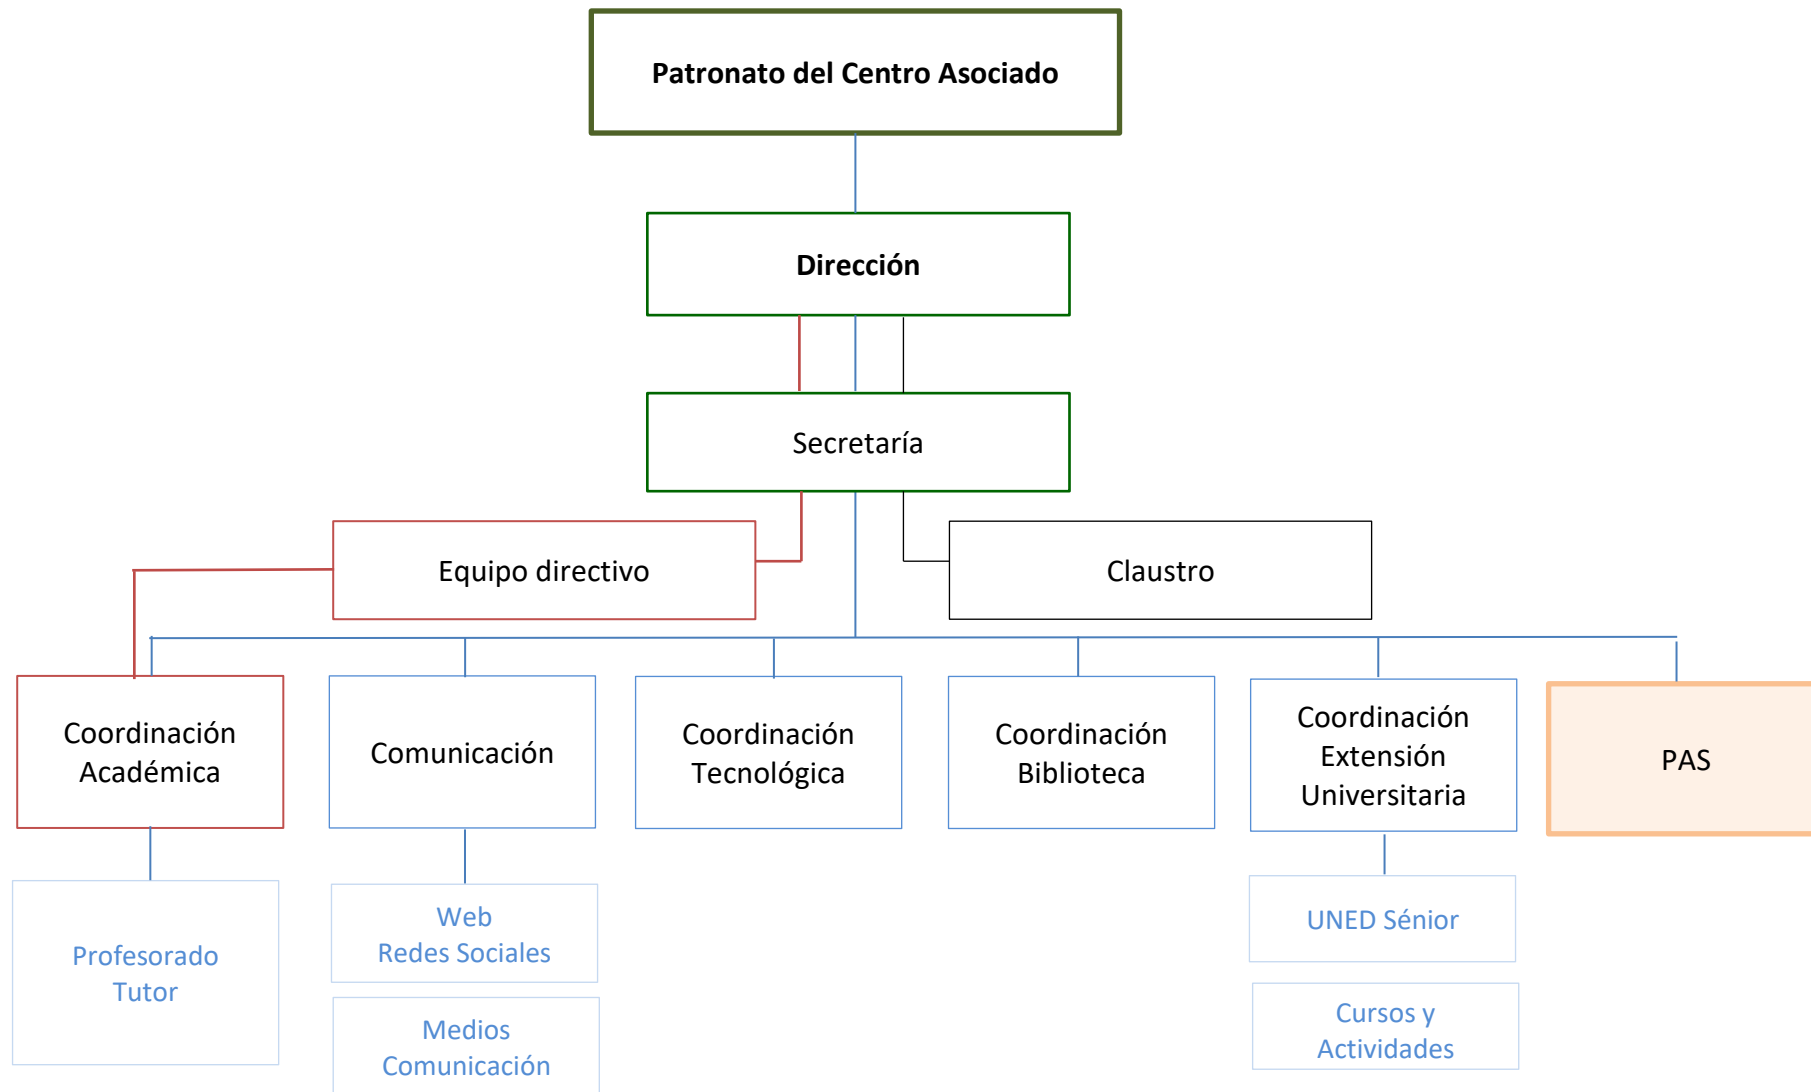 Patronato del Centro Asociado
Dirección
Secretaría
Equipo directivo
Claustro
Coordinación
Académica
Comunicación
Coordinación
Tecnológica
Coordinación
Biblioteca
Coordinación
Extensión
Universitaria
PAS
Profesorado
Tutor
Web
Redes Sociales
Medios
Comunicación
UNED Sénior
Cursos y
Actividades